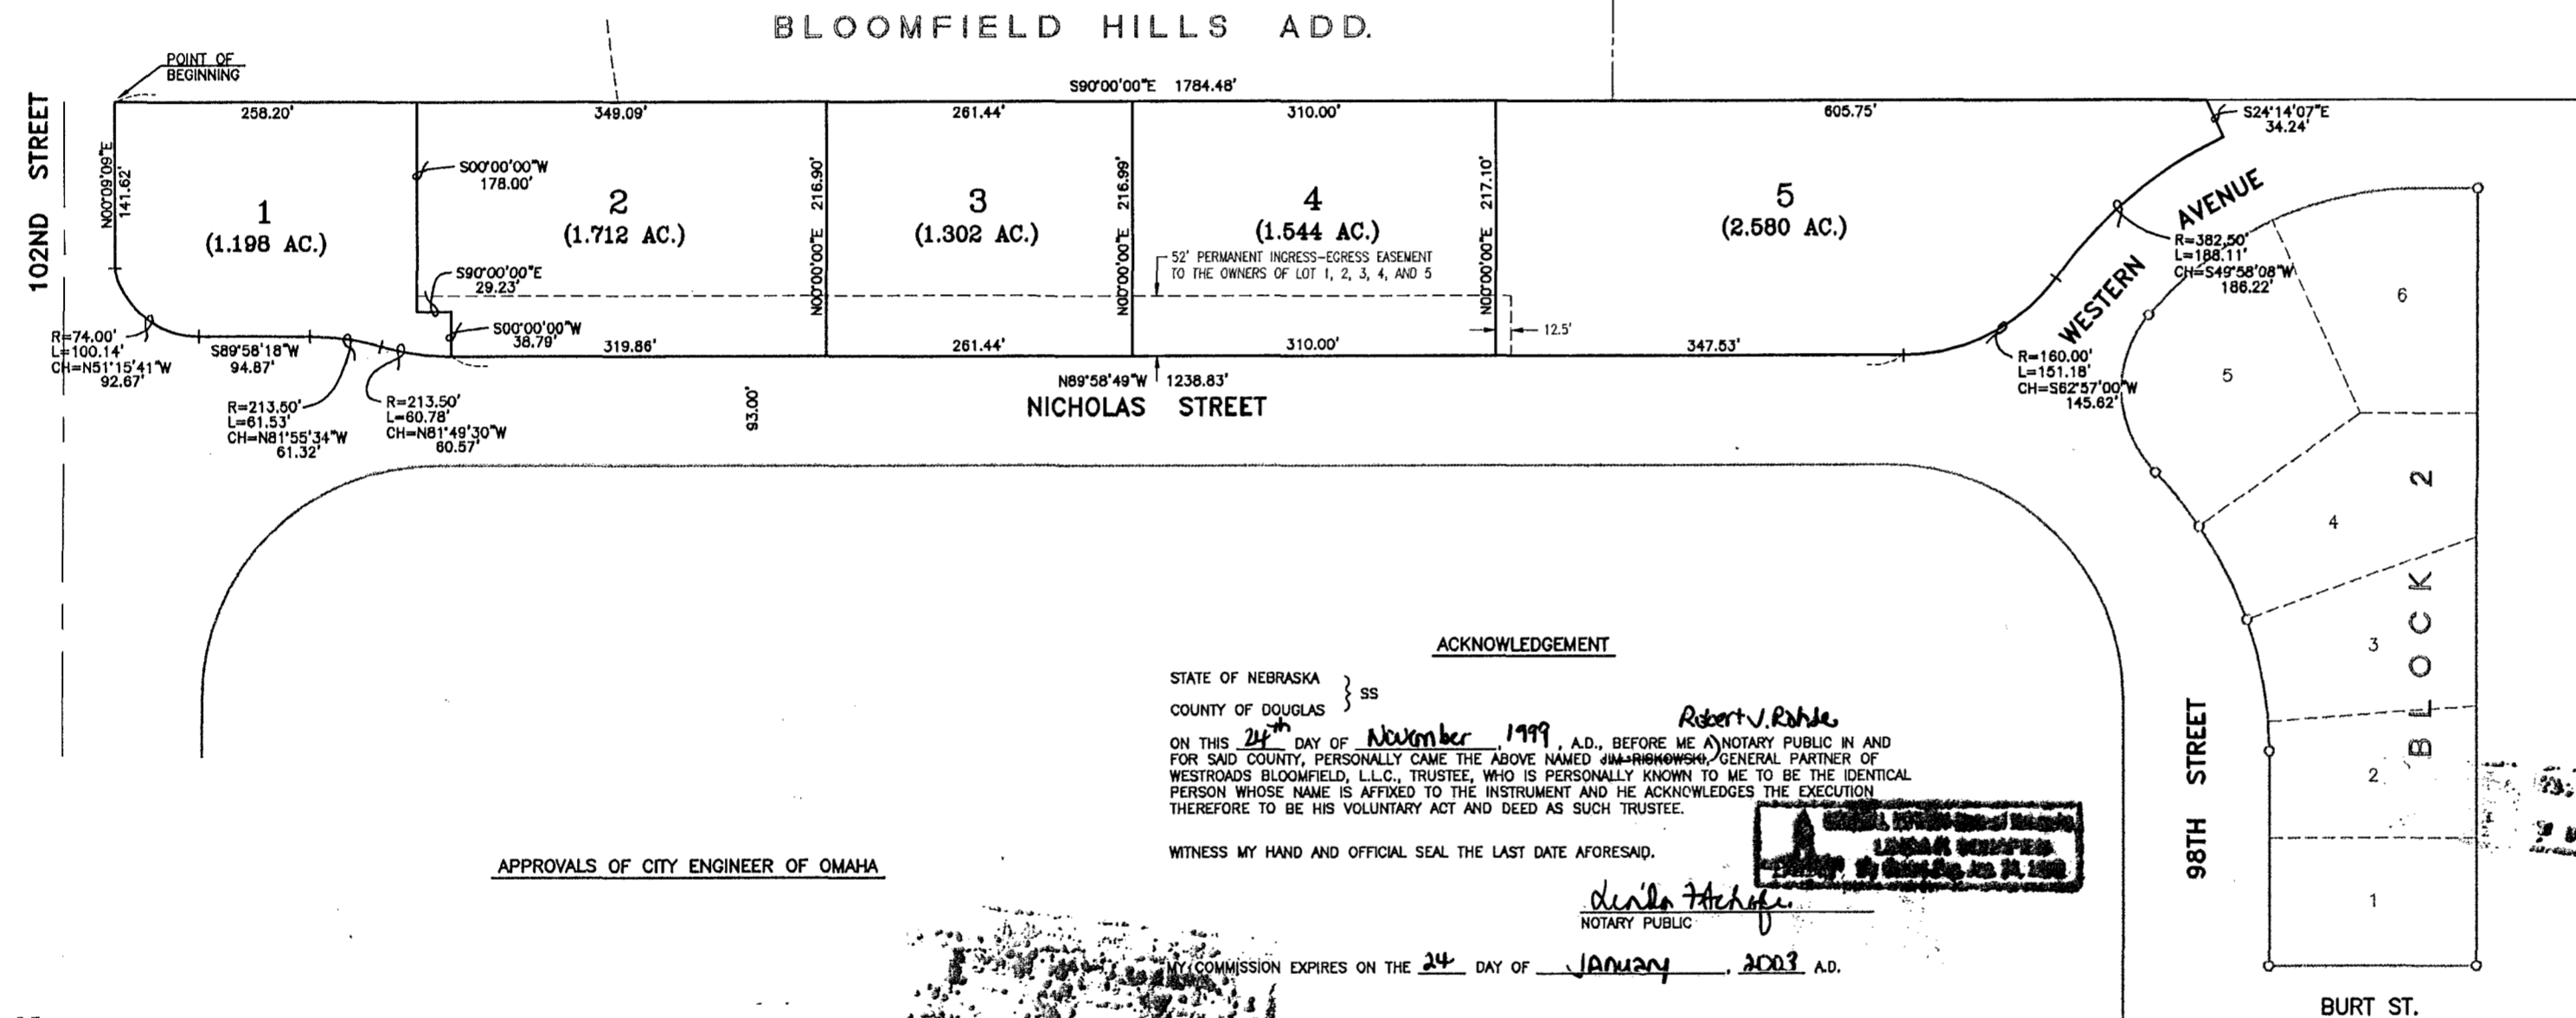 BLOOMFIELD HILLS ADD.
POINT OF
BEGINNING
S90°00'00"E 1784.48'
258.20'
349.09'
261.44'
310.00'
605.75'
S24°14'07"E
34.24'
102ND STREET
N00°09'09"E
141.62'
S00°00'00"W
178.00'
1
(1.198 AC.)
2
(1.712 AC.)
N00°00'00"E 216.90'
3
(1.302 AC.)
N00°00'00"E 216.99'
4
(1.544 AC.)
N00°00'00"E 217.10'
5
(2.580 AC.)
52' PERMANENT INGRESS-EGRESS EASEMENT
TO THE OWNERS OF LOT 1, 2, 3, 4, AND 5
S90°00'00"E
29.23'
S00°00'00"W
38.79'
WESTERN AVENUE
R=382.50'
L=188.11'
CH=S49°58'08"W
186.22'
R=74.00'
L=100.14'
CH=N51°15'41"W
92.67'
S89°58'18"W
94.87'
319.86'
261.44'
310.00'
12.5'
347.53'
R=160.00'
L=151.18'
CH=S62°57'00"W
145.62'
R=213.50'
L=61.53'
CH=N81°55'34"W
61.32'
R=213.50'
L=60.78'
CH=N81°49'30"W
60.57'
93.00'
N89°58'49"W 1238.83'
NICHOLAS STREET
6
5
4
3
2
1
BLOCK 2
98TH STREET
BURT ST.
ACKNOWLEDGEMENT
STATE OF NEBRASKA
} SS
COUNTY OF DOUGLAS
Robert V. Rohde
ON THIS 24th DAY OF November, 1999, A.D., BEFORE ME A NOTARY PUBLIC IN AND
FOR SAID COUNTY, PERSONALLY CAME THE ABOVE NAMED JIM RISKOWSKI, GENERAL PARTNER OF
WESTROADS BLOOMFIELD, L.L.C., TRUSTEE, WHO IS PERSONALLY KNOWN TO ME TO BE THE IDENTICAL
PERSON WHOSE NAME IS AFFIXED TO THE INSTRUMENT AND HE ACKNOWLEDGES THE EXECUTION
THEREFORE TO BE HIS VOLUNTARY ACT AND DEED AS SUCH TRUSTEE.
WITNESS MY HAND AND OFFICIAL SEAL THE LAST DATE AFORESAID.
NOTARY PUBLIC
MY COMMISSION EXPIRES ON THE 24 DAY OF JANUARY, 2003 A.D.
APPROVALS OF CITY ENGINEER OF OMAHA